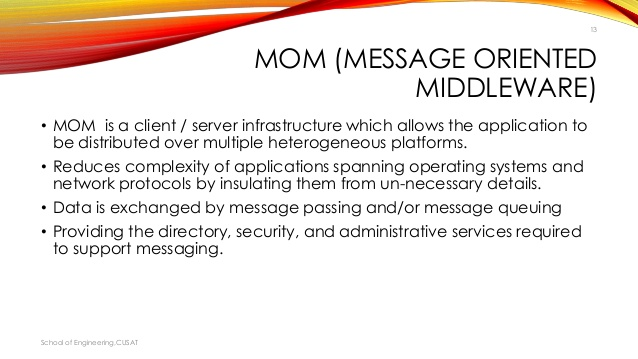 13
MOM (MESSAGE ORIENTED
MIDDLEWARE)
• MOM is a client / server infrastructure which allows the application to
be distributed over multiple heterogeneous platforms.
• Reduces complexity of applications spanning operating systems and
network protocols by insulating them from un-necessary details.
• Data is exchanged by message passing and/or message queuing
• Providing the directory, security, and administrative services required
to support messaging.
School of Engineering,CUSAT